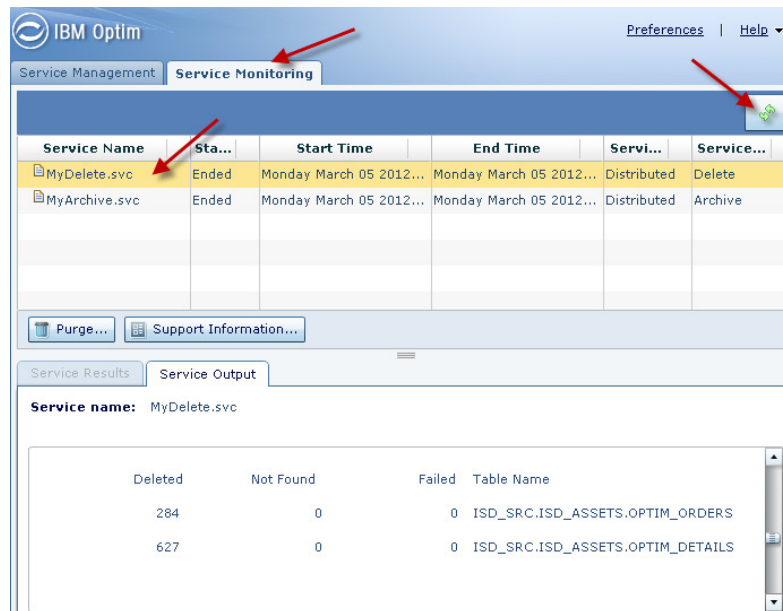 IBM Optim
Preferences | Help
Service Management Service Monitoring
Service Name Sta... Start Time End Time Servi... Service...
MyDelete.svc Ended Monday March 05 2012... Monday March 05 2012... Distributed Delete
MyArchive.svc Ended Monday March 05 2012... Monday March 05 2012... Distributed Archive
Purge... Support Information...
Service Results Service Output
Service name: MyDelete.svc
Deleted Not Found Failed Table Name
284 0 0 ISD_SRC.ISD_ASSETS.OPTIM_ORDERS
627 0 0 ISD_SRC.ISD_ASSETS.OPTIM_DETAILS